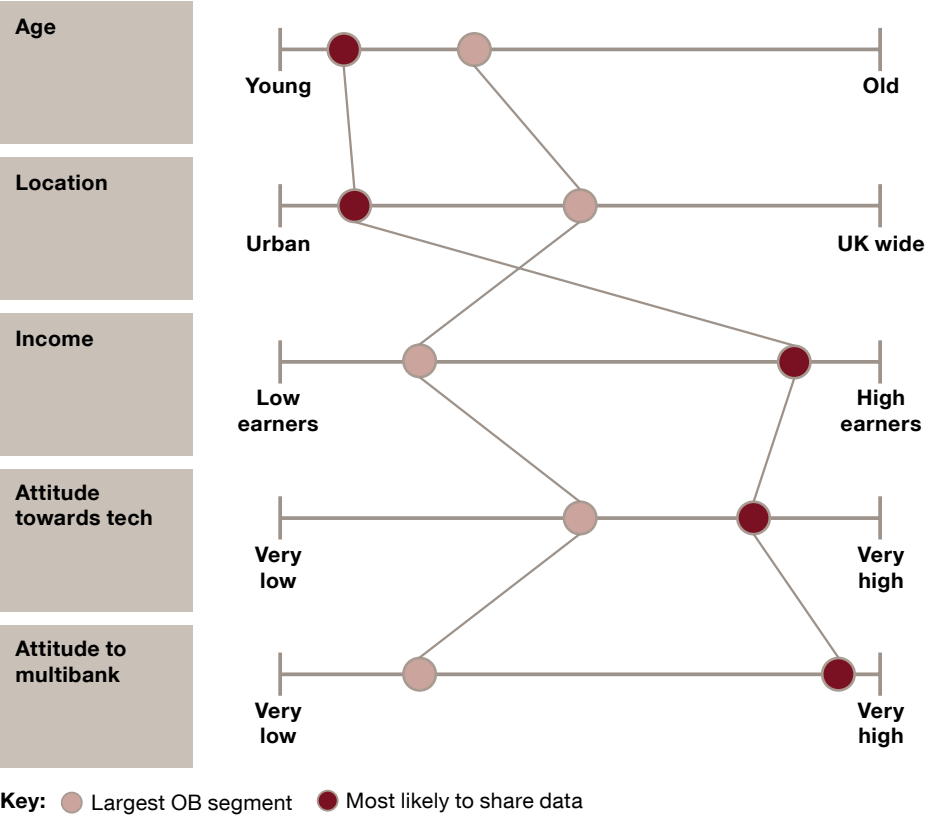 Age
Young
Old
Location
Urban
UK wide
Income
Low
earners
High
earners
Attitude
towards tech
Very
low
Very
high
Attitude to
multibank
Very
low
Very
high
Key: Largest OB segment Most likely to share data